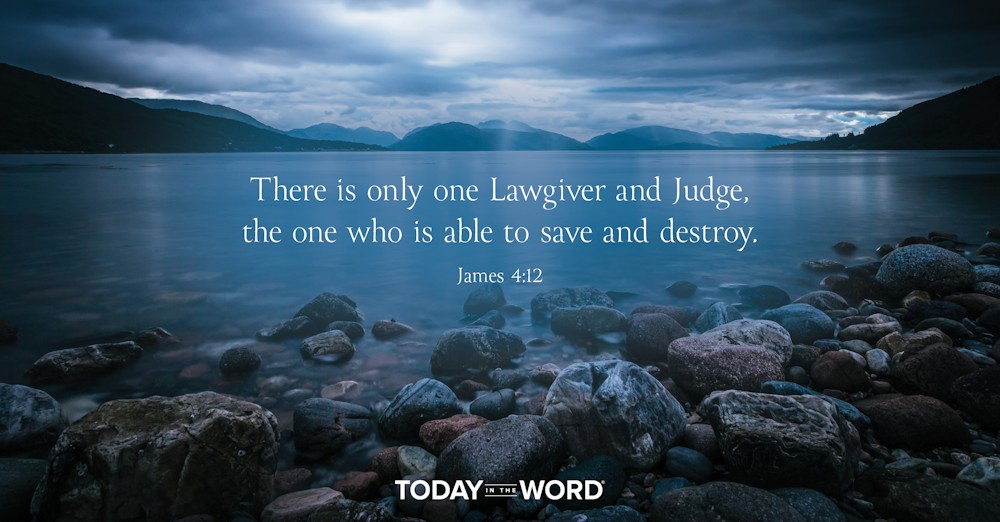 There is only one Lawgiver and Judge,
the one who is able to save and destroy.
James 4:12
TODAY IN THE WORD®